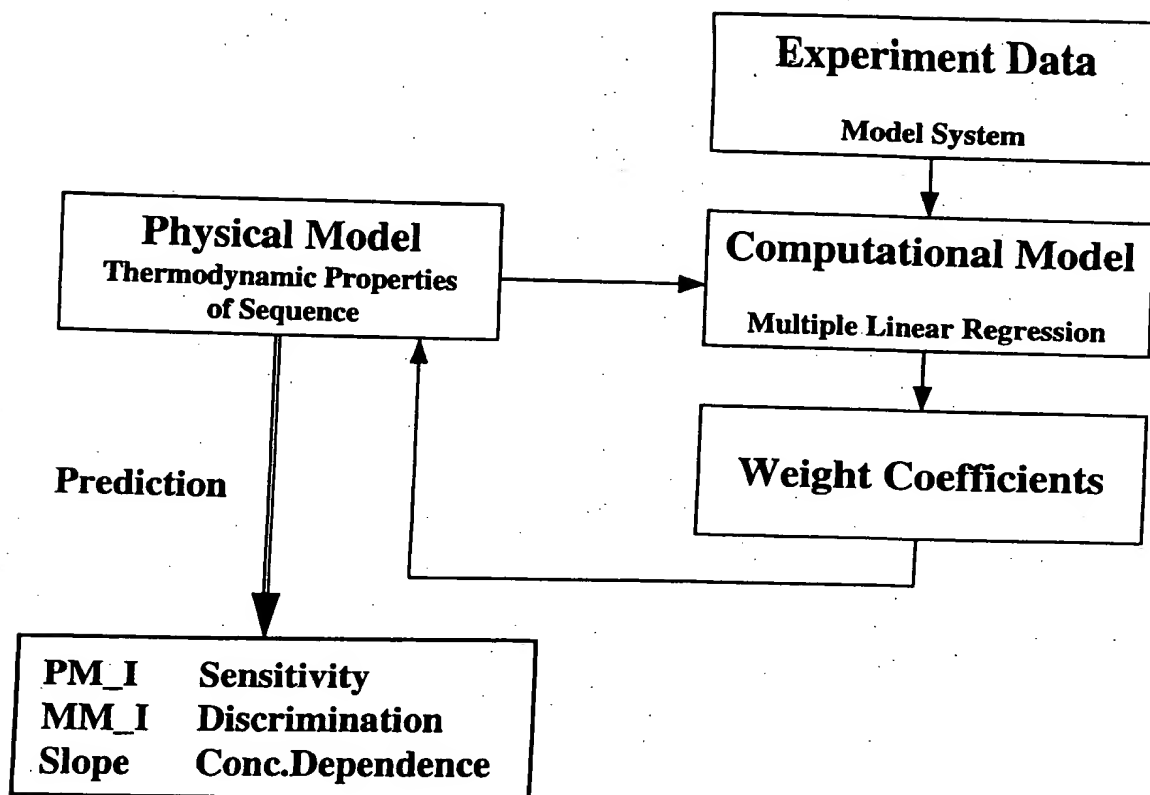 Experiment Data
Model System
Physical Model
Thermodynamic Properties
of Sequence
Computational Model
Multiple Linear Regression
Weight Coefficients
Prediction
PM_I Sensitivity
MM_I Discrimination
Slope Conc.Dependence